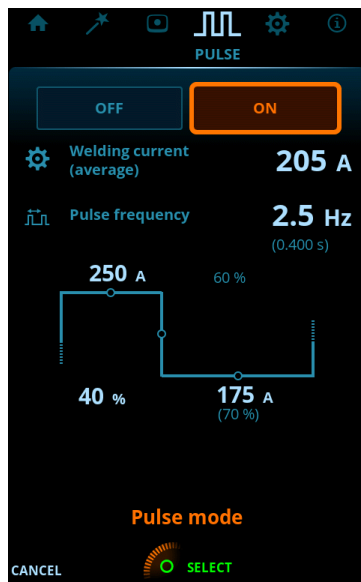 PULSE
OFF
ON
Welding current
(average)
205 A
Pulse frequency
2.5 Hz
(0.400 s)
250 A
60 %
40 %
175 A
(70 %)
Pulse mode
CANCEL
SELECT